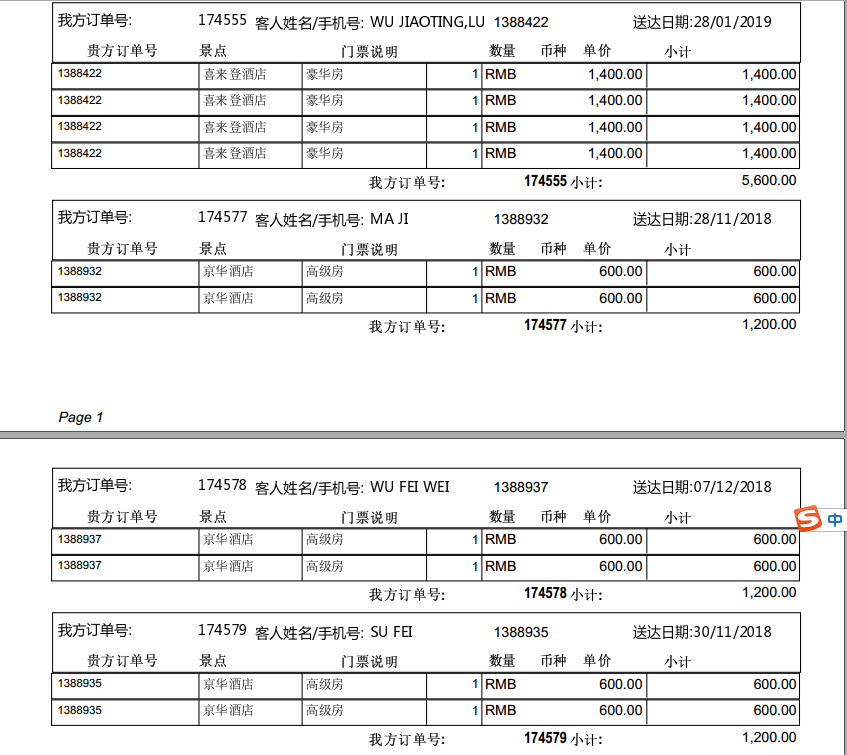 我方订单号: 174555 客人姓名/手机号: WU JIAOTING,LU 1388422 送达日期:28/01/2019
贵方订单号 景点 门票说明 数量 币种 单价 小计
1388422 喜来登酒店 豪华房 1 RMB 1,400.00 1,400.00
1388422 喜来登酒店 豪华房 1 RMB 1,400.00 1,400.00
1388422 喜来登酒店 豪华房 1 RMB 1,400.00 1,400.00
1388422 喜来登酒店 豪华房 1 RMB 1,400.00 1,400.00
我方订单号: 174555 小计: 5,600.00
我方订单号: 174577 客人姓名/手机号: MA JI 1388932 送达日期:28/11/2018
贵方订单号 景点 门票说明 数量 币种 单价 小计
1388932 京华酒店 高级房 1 RMB 600.00 600.00
1388932 京华酒店 高级房 1 RMB 600.00 600.00
我方订单号: 174577 小计: 1,200.00
Page 1
我方订单号: 174578 客人姓名/手机号: WU FEI WEI 1388937 送达日期:07/12/2018
贵方订单号 景点 门票说明 数量 币种 单价 小计
1388937 京华酒店 高级房 1 RMB 600.00 600.00
1388937 京华酒店 高级房 1 RMB 600.00 600.00
我方订单号: 174578 小计: 1,200.00
我方订单号: 174579 客人姓名/手机号: SU FEI 1388935 送达日期:30/11/2018
贵方订单号 景点 门票说明 数量 币种 单价 小计
1388935 京华酒店 高级房 1 RMB 600.00 600.00
1388935 京华酒店 高级房 1 RMB 600.00 600.00
我方订单号: 174579 小计: 1,200.00
S 中